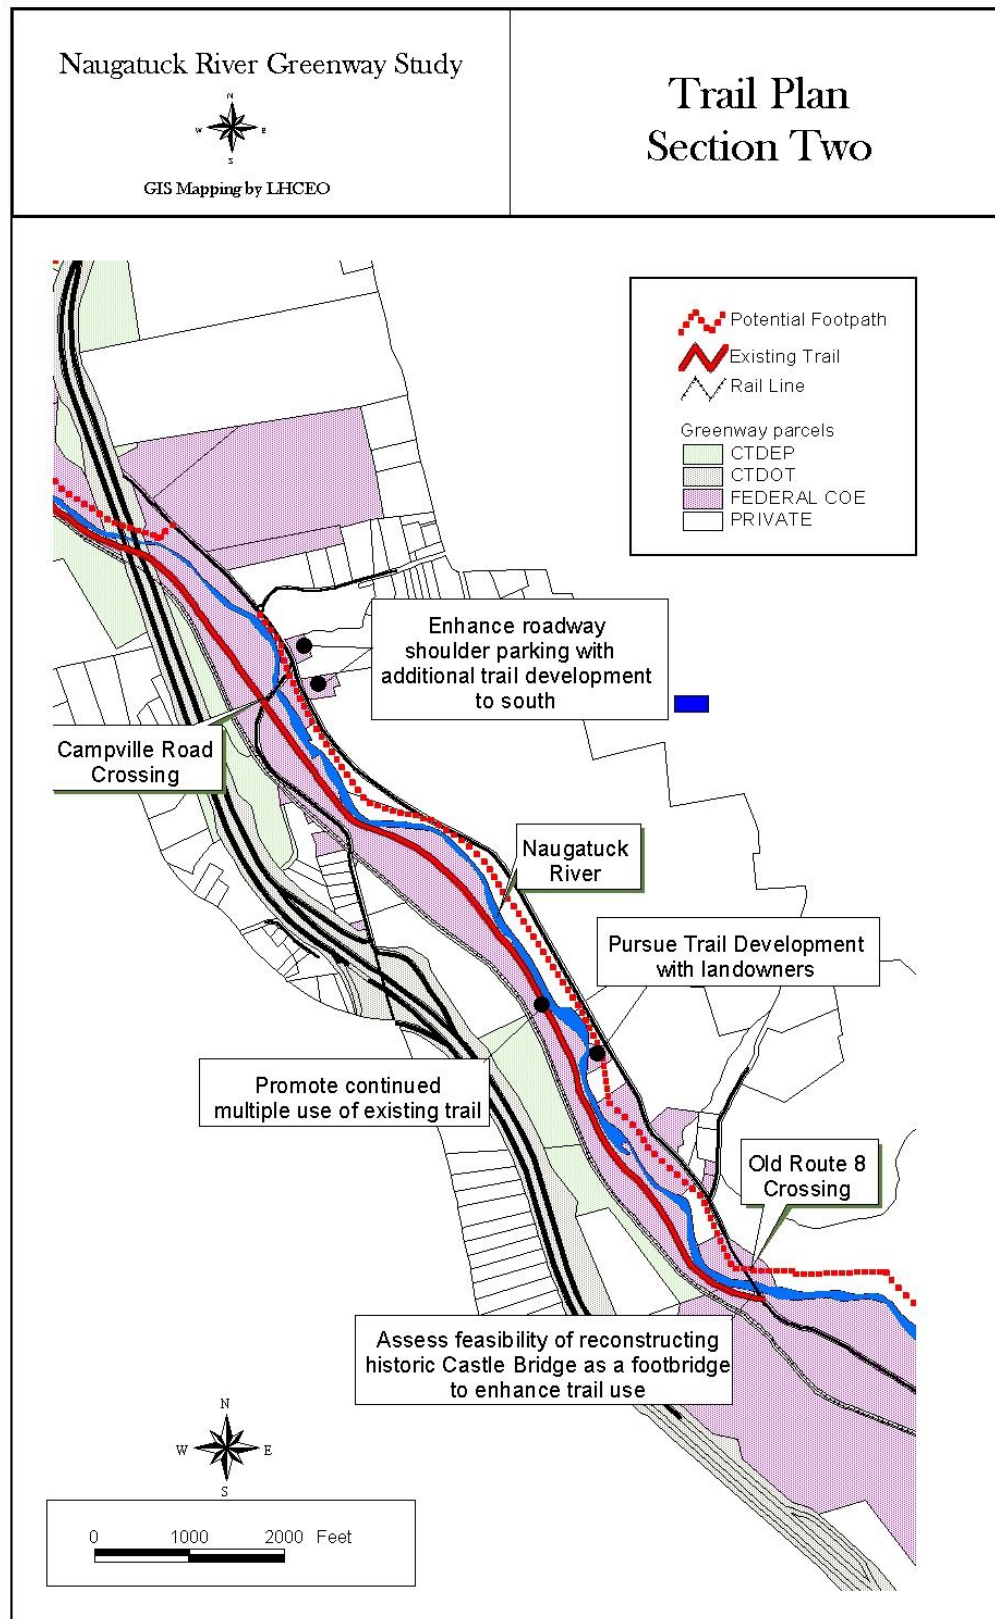 Naugatuck River Greenway Study
N
W E
S
GIS Mapping by LHCEO
Trail Plan
Section Two
Potential Footpath
Existing Trail
Rail Line
Greenway parcels
CTDEP
CTDOT
FEDERAL COE
PRIVATE
Enhance roadway
shoulder parking with
additional trail development
to south
Campville Road
Crossing
Naugatuck
River
Pursue Trail Development
with landowners
Promote continued
multiple use of existing trail
Old Route 8
Crossing
Assess feasibility of reconstructing
historic Castle Bridge as a footbridge
to enhance trail use
N
W E
S
0 1000 2000 Feet